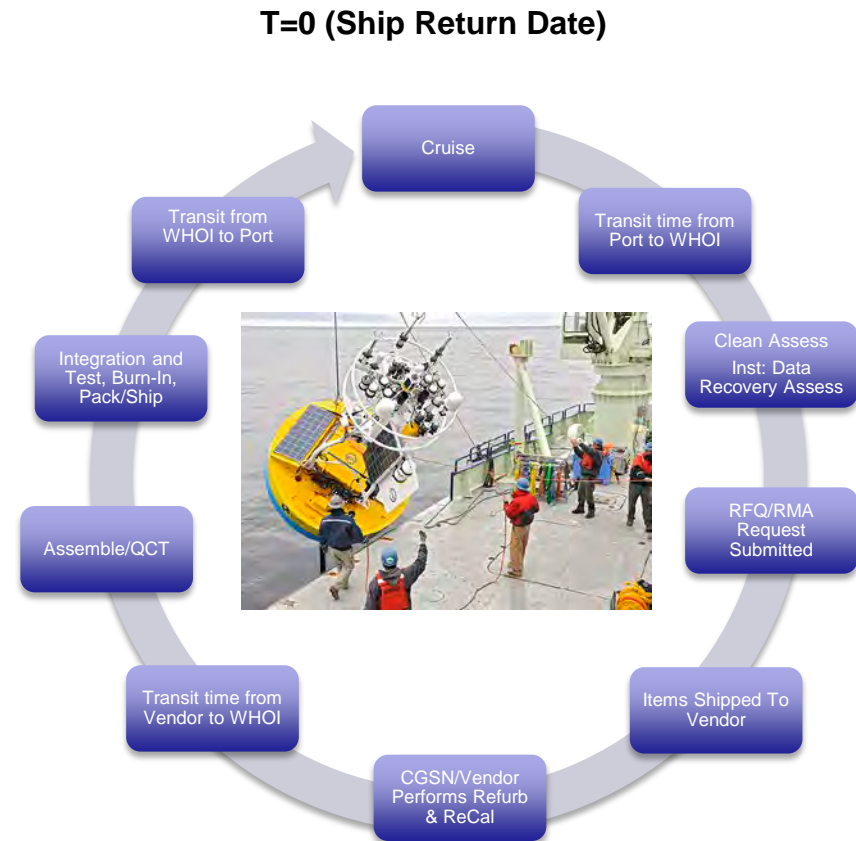 T=0 (Ship Return Date)
Cruise
Transit time from
Port to WHOI
Clean Assess
Inst: Data
Recovery Assess
RFQ/RMA
Request
Submitted
Items Shipped To
Vendor
CGSN/Vendor
Performs Refurb
& ReCal
Transit time from
Vendor to WHOI
Assemble/QCT
Integration and
Test, Burn-In,
Pack/Ship
Transit from
WHOI to Port